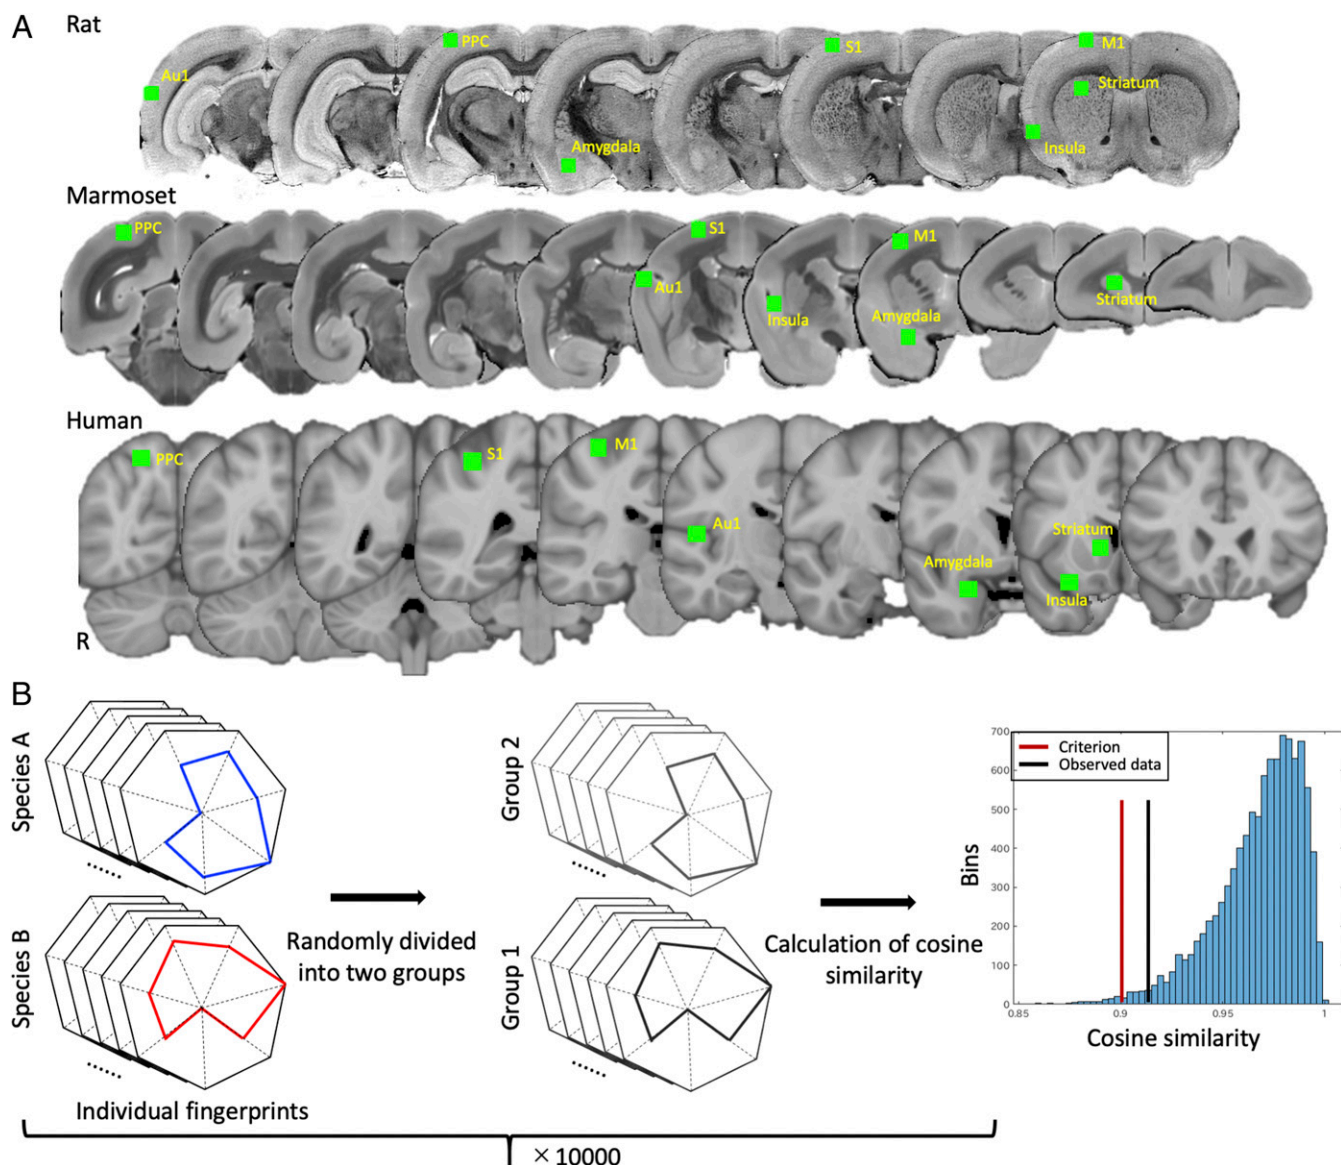 A
Rat
Au1
PPC
Amygdala
S1
M1
Striatum
Insula
Marmoset
PPC
S1
Au1
Insula
M1
Amygdala
Striatum
Human
PPC
S1
M1
Au1
Amygdala
Striatum
Insula
R
B
Species A
Species B
......
......
Individual fingerprints
Randomly divided
into two groups
Group 2
Group 1
......
......
Calculation of cosine
similarity
Criterion
Observed data
Bins
700
600
500
400
300
200
100
0
0.85
0.9
0.95
1
Cosine similarity
× 10000